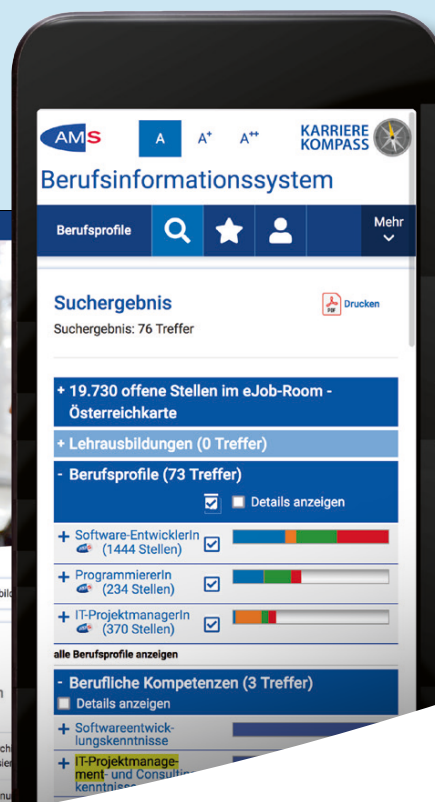 AMS
A A+ A++
KARRIERE
KOMPASS
Berufsinformationssystem
Berufsprofile
Mehr
Suchergebnis
PDF Drucken
Suchergebnis: 76 Treffer
+ 19.730 offene Stellen im eJob-Room -
Österreichkarte
+ Lehrausbildungen (0 Treffer)
- Berufsprofile (73 Treffer)
Details anzeigen
+ Software-EntwicklerIn
(1444 Stellen)
+ ProgrammiererIn
(234 Stellen)
+ IT-ProjektmanagerIn
(370 Stellen)
alle Berufsprofile anzeigen
- Berufliche Kompetenzen (3 Treffer)
Details anzeigen
+ Softwareentwick-
lungskenntnisse
+ IT-Projektmanage-
ment- und Consulting